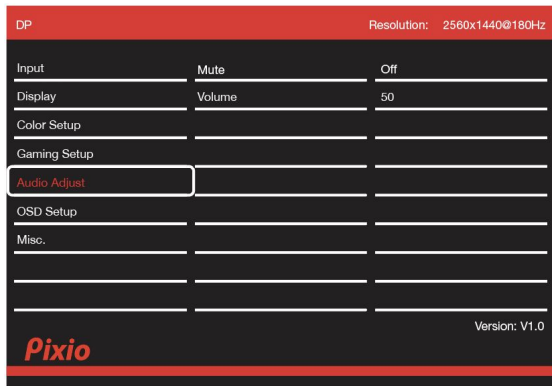 DP Resolution: 2560x1440@180Hz
Input Mute Off
Display Volume 50
Color Setup
Gaming Setup
Audio Adjust
OSD Setup
Misc.
Version: V1.0
Pixio